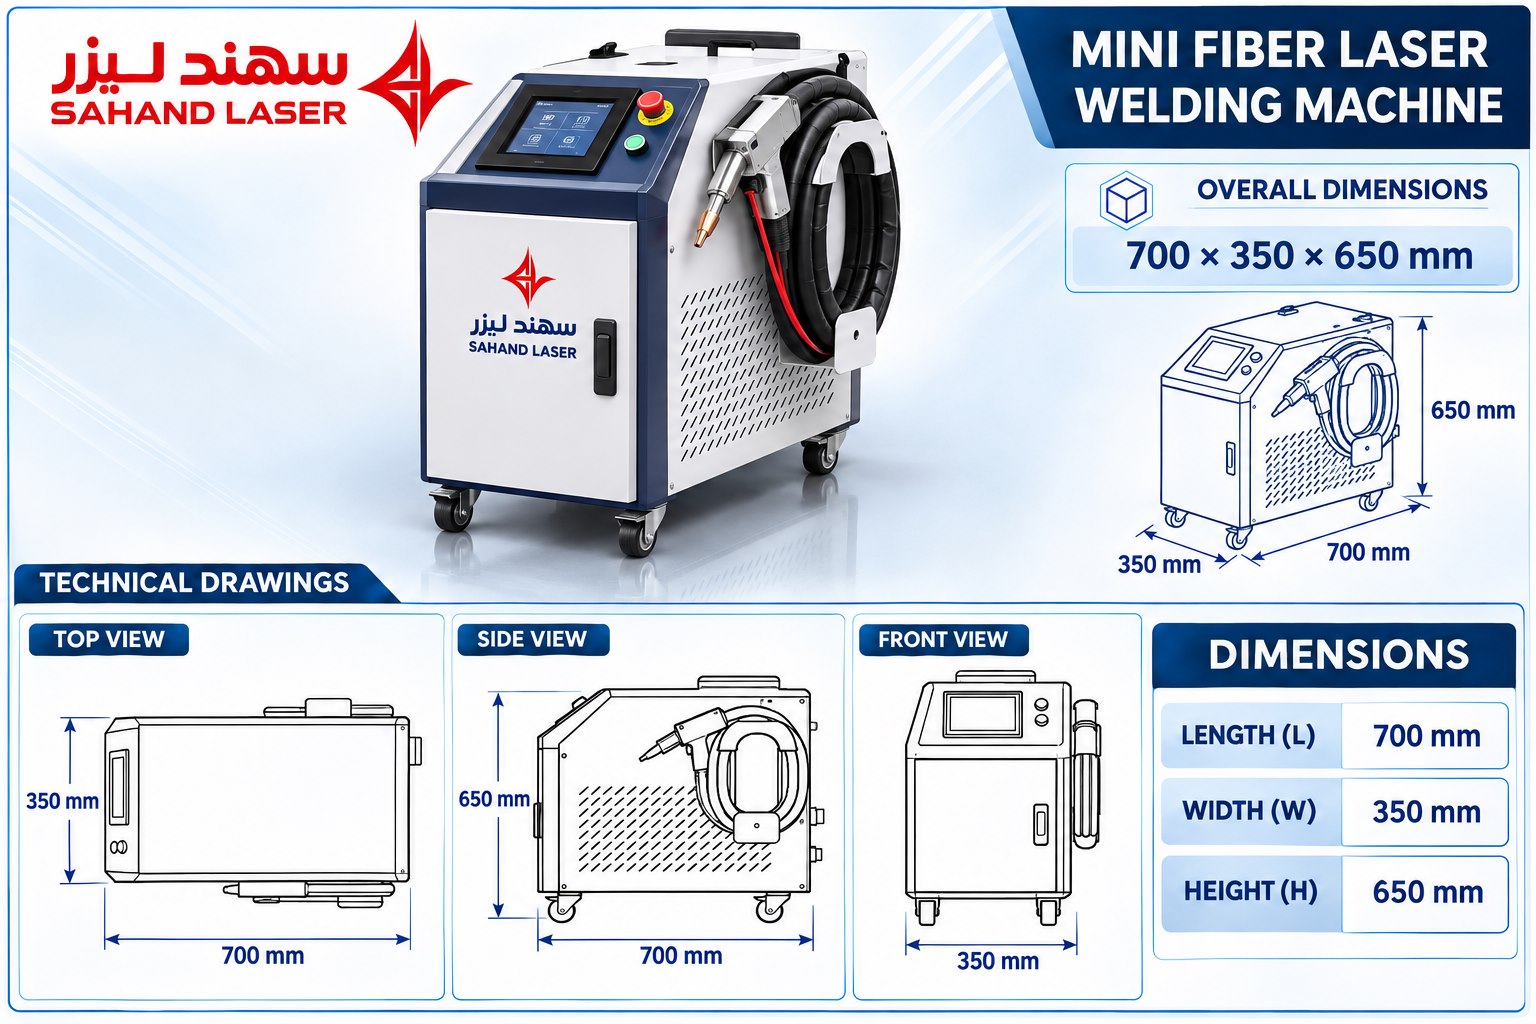 سهند لیزر
SAHAND LASER
MINI FIBER LASER
WELDING MACHINE
OVERALL DIMENSIONS
700 × 350 × 650 mm
سهند لیزر
SAHAND LASER
650 mm
700 mm
350 mm
TECHNICAL DRAWINGS
TOP VIEW
350 mm
700 mm
SIDE VIEW
650 mm
700 mm
FRONT VIEW
350 mm
DIMENSIONS
LENGTH (L) 700 mm
WIDTH (W) 350 mm
HEIGHT (H) 650 mm